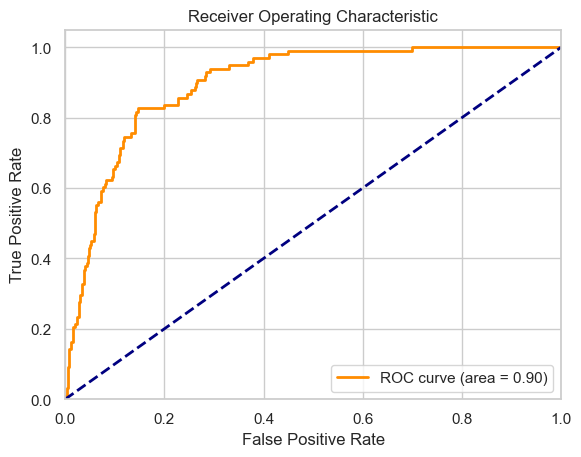 Receiver Operating Characteristic
True Positive Rate
1.0
0.8
0.6
0.4
0.2
0.0
0.0 0.2 0.4 0.6 0.8 1.0
False Positive Rate
ROC curve (area = 0.90)